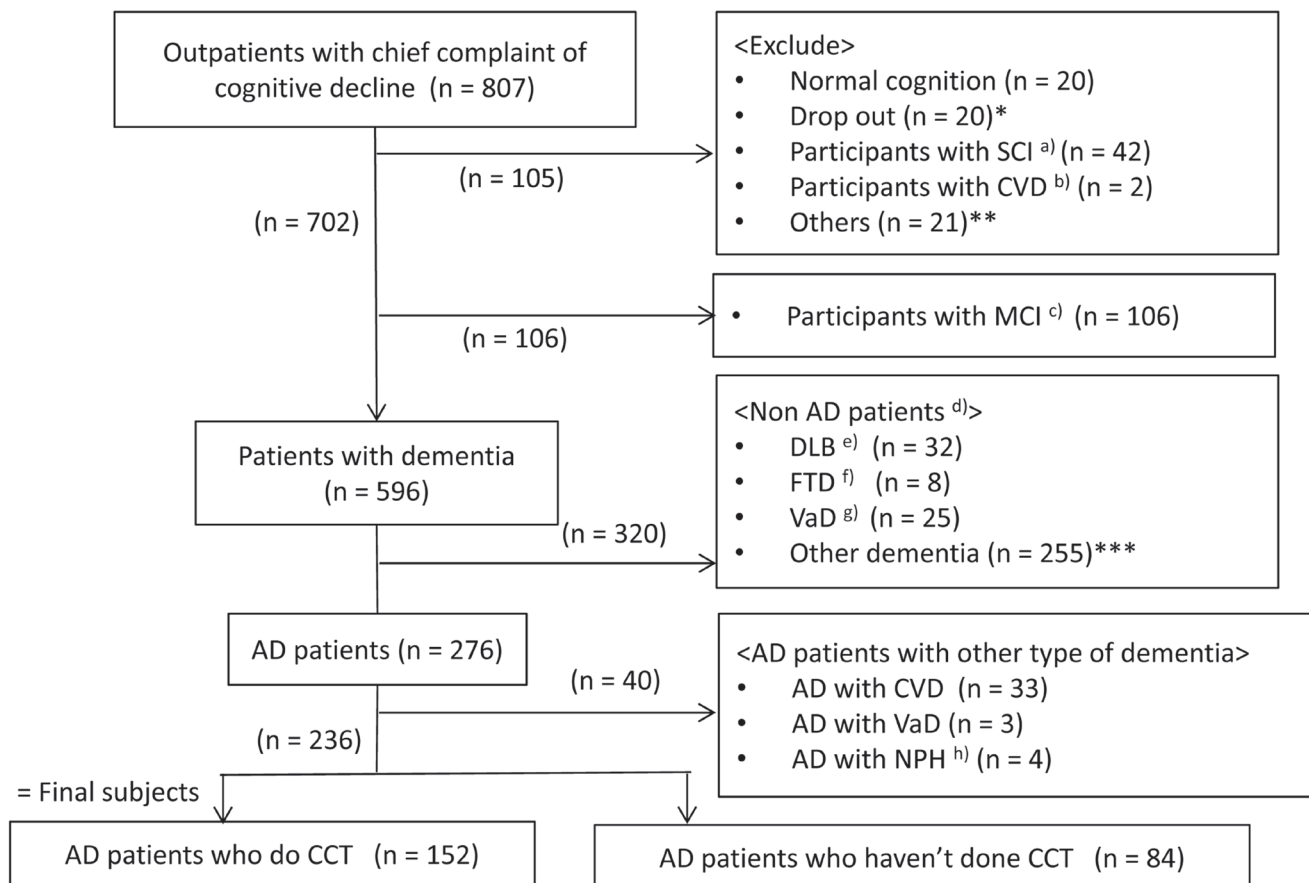 Outpatients with chief complaint of
cognitive decline (n = 807)
<Exclude>
• Normal cognition (n = 20)
• Drop out (n = 20)*
• Participants with SCI a) (n = 42)
• Participants with CVD b) (n = 2)
• Others (n = 21)**
(n = 105)
(n = 702)
• Participants with MCI c) (n = 106)
(n = 106)
Patients with dementia
(n = 596)
<Non AD patients d)>
• DLB e) (n = 32)
• FTD f) (n = 8)
• VaD g) (n = 25)
• Other dementia (n = 255)***
(n = 320)
AD patients (n = 276)
<AD patients with other type of dementia>
• AD with CVD (n = 33)
• AD with VaD (n = 3)
• AD with NPH h) (n = 4)
(n = 40)
(n = 236)
= Final subjects
AD patients who do CCT (n = 152)
AD patients who haven't done CCT (n = 84)